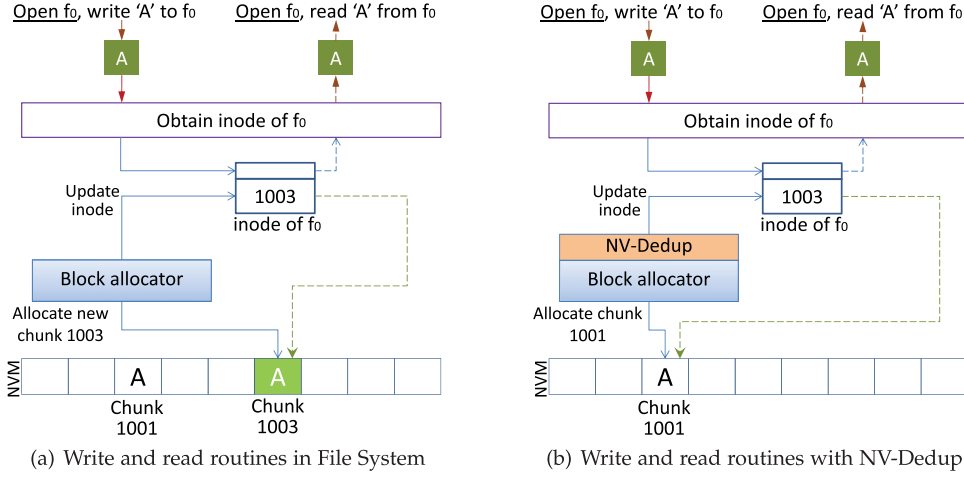 Open f₀, write ‘A’ to f₀
Open f₀, read ‘A’ from f₀
A
A
Obtain inode of f₀
Update
inode
1003
inode of f₀
Block allocator
Allocate new
chunk 1003
NVM
A
A
Chunk
1001
Chunk
1003
(a) Write and read routines in File System
Open f₀, write ‘A’ to f₀
Open f₀, read ‘A’ from f₀
A
A
Obtain inode of f₀
Update
inode
1003
inode of f₀
NV-Dedup
Block allocator
Allocate chunk
1001
NVM
A
Chunk
1001
(b) Write and read routines with NV-Dedup